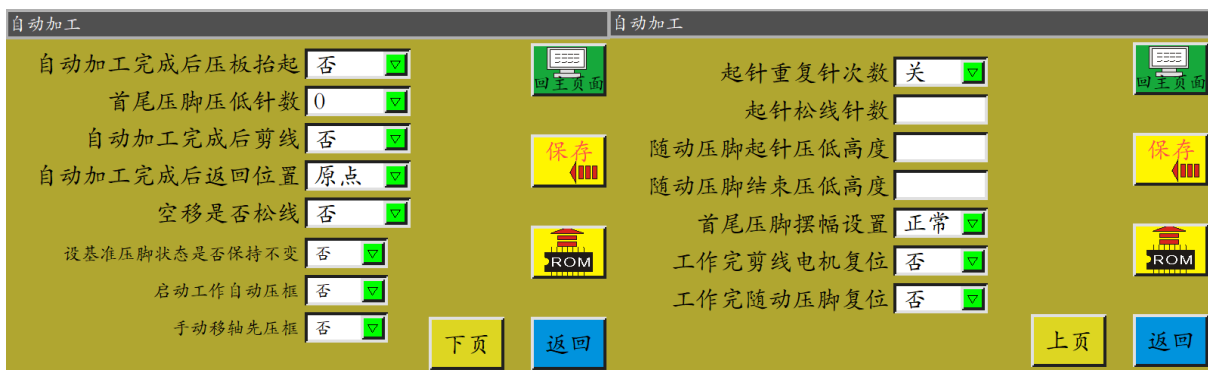 自动加工
自动加工完成后压板抬起 否
回主页面
首尾压脚压低针数 0
自动加工完成后剪线 否
保存
自动加工完成后返回位置 原点
空移是否松线 否
设基准压脚状态是否保持不变 否
ROM
启动工作自动压框 否
手动移轴先压框 否
下页
返回
自动加工
起针重复针次数 关
回主页面
起针松线针数
随动压脚起针压低高度
保存
随动压脚结束压低高度
首尾压脚摆幅设置 正常
工作完剪线电机复位 否
ROM
工作完随动压脚复位 否
上页
返回